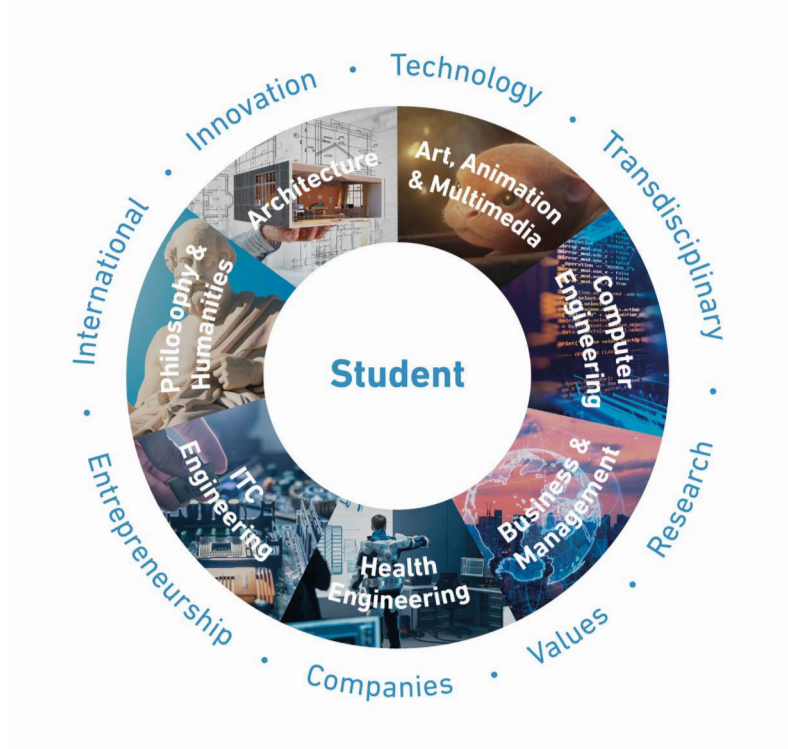 Innovation
•
Technology
•
Transdisciplinary
•
Research
•
Values
•
Companies
•
Entrepreneurship
•
International
•
Architecture
Art, Animation
& Multimedia
Computer
Engineering
Business &
Management
Health
Engineering
ITC
Engineering
Philosophy &
Humanities
Student